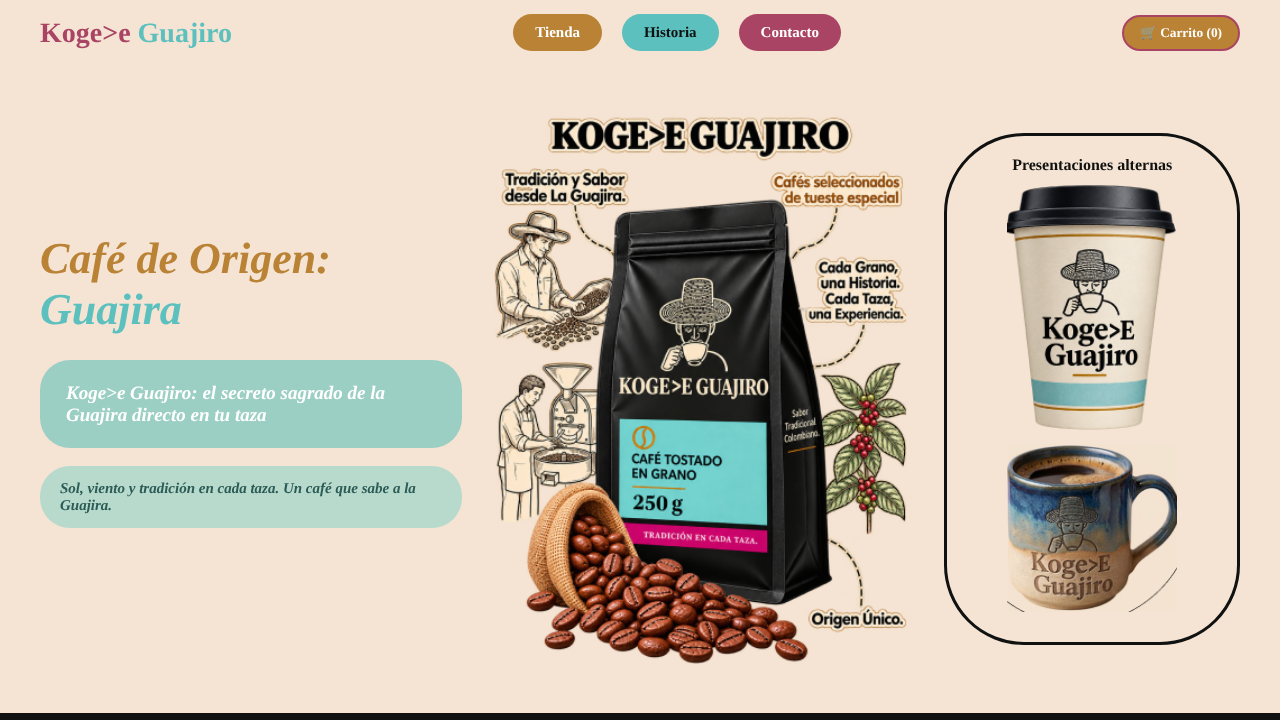 Koge>e Guajiro
Tienda
Historia
Contacto
🛒 Carrito (0)
Café de Origen:
Guajira
Koge>e Guajiro: el secreto sagrado de la
Guajira directo en tu taza
Sol, viento y tradición en cada taza. Un café que sabe a la
Guajira.
KOGE>E GUAJIRO
Tradición y Sabor
desde La Guajira.
Cafés seleccionados
de tueste especial
Cada Grano,
una Historia.
Cada Taza,
una Experiencia.
KOGE>E GUAJIRO
Sabor
Tradicional
Colombiano.
CAFÉ TOSTADO
EN GRANO
250 g
TRADICIÓN EN CADA TAZA.
Origen Único.
Presentaciones alternas
Koge>E
Guajiro
Koge>E
Guajiro